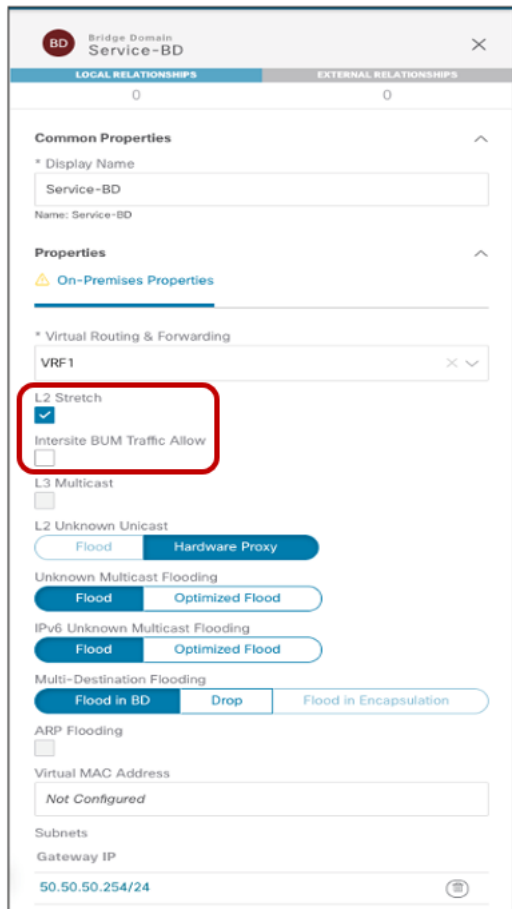 BD
Bridge Domain
Service-BD
LOCAL RELATIONSHIPS EXTERNAL RELATIONSHIPS
0 0
Common Properties
* Display Name
Service-BD
Name: Service-BD
Properties
On-Premises Properties
* Virtual Routing & Forwarding
VRF1
L2 Stretch
Intersite BUM Traffic Allow
L3 Multicast
L2 Unknown Unicast
Flood Hardware Proxy
Unknown Multicast Flooding
Flood Optimized Flood
IPv6 Unknown Multicast Flooding
Flood Optimized Flood
Multi-Destination Flooding
Flood in BD Drop Flood in Encapsulation
ARP Flooding
Virtual MAC Address
Not Configured
Subnets
Gateway IP
50.50.50.254/24